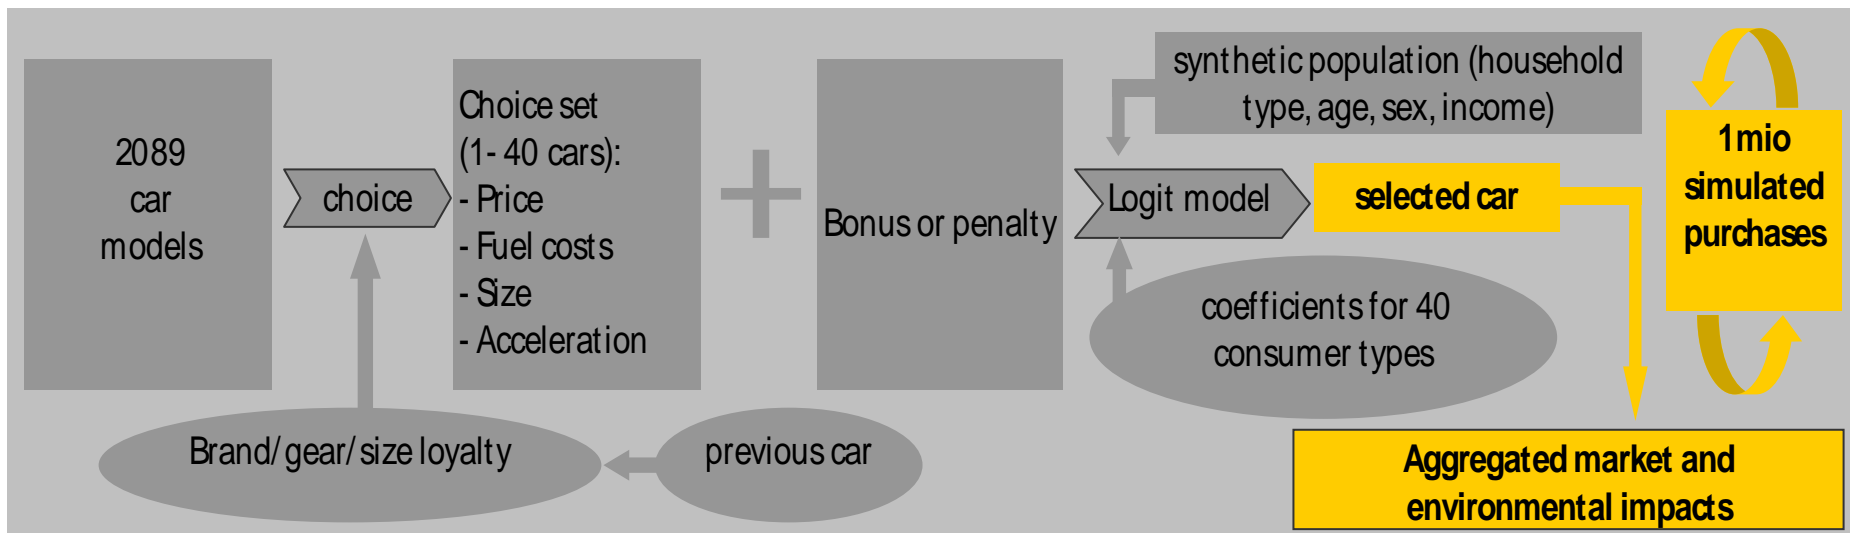 2089
car
models
choice
Choice set
(1- 40 cars):
- Price
- Fuel costs
- Size
- Acceleration
+
Bonus or penalty
synthetic population (household
type, age, sex, income)
Logit model
selected car
1mio
simulated
purchases
coefficients for 40
consumer types
Brand/gear/size loyalty
previous car
Aggregated market and
environmental impacts